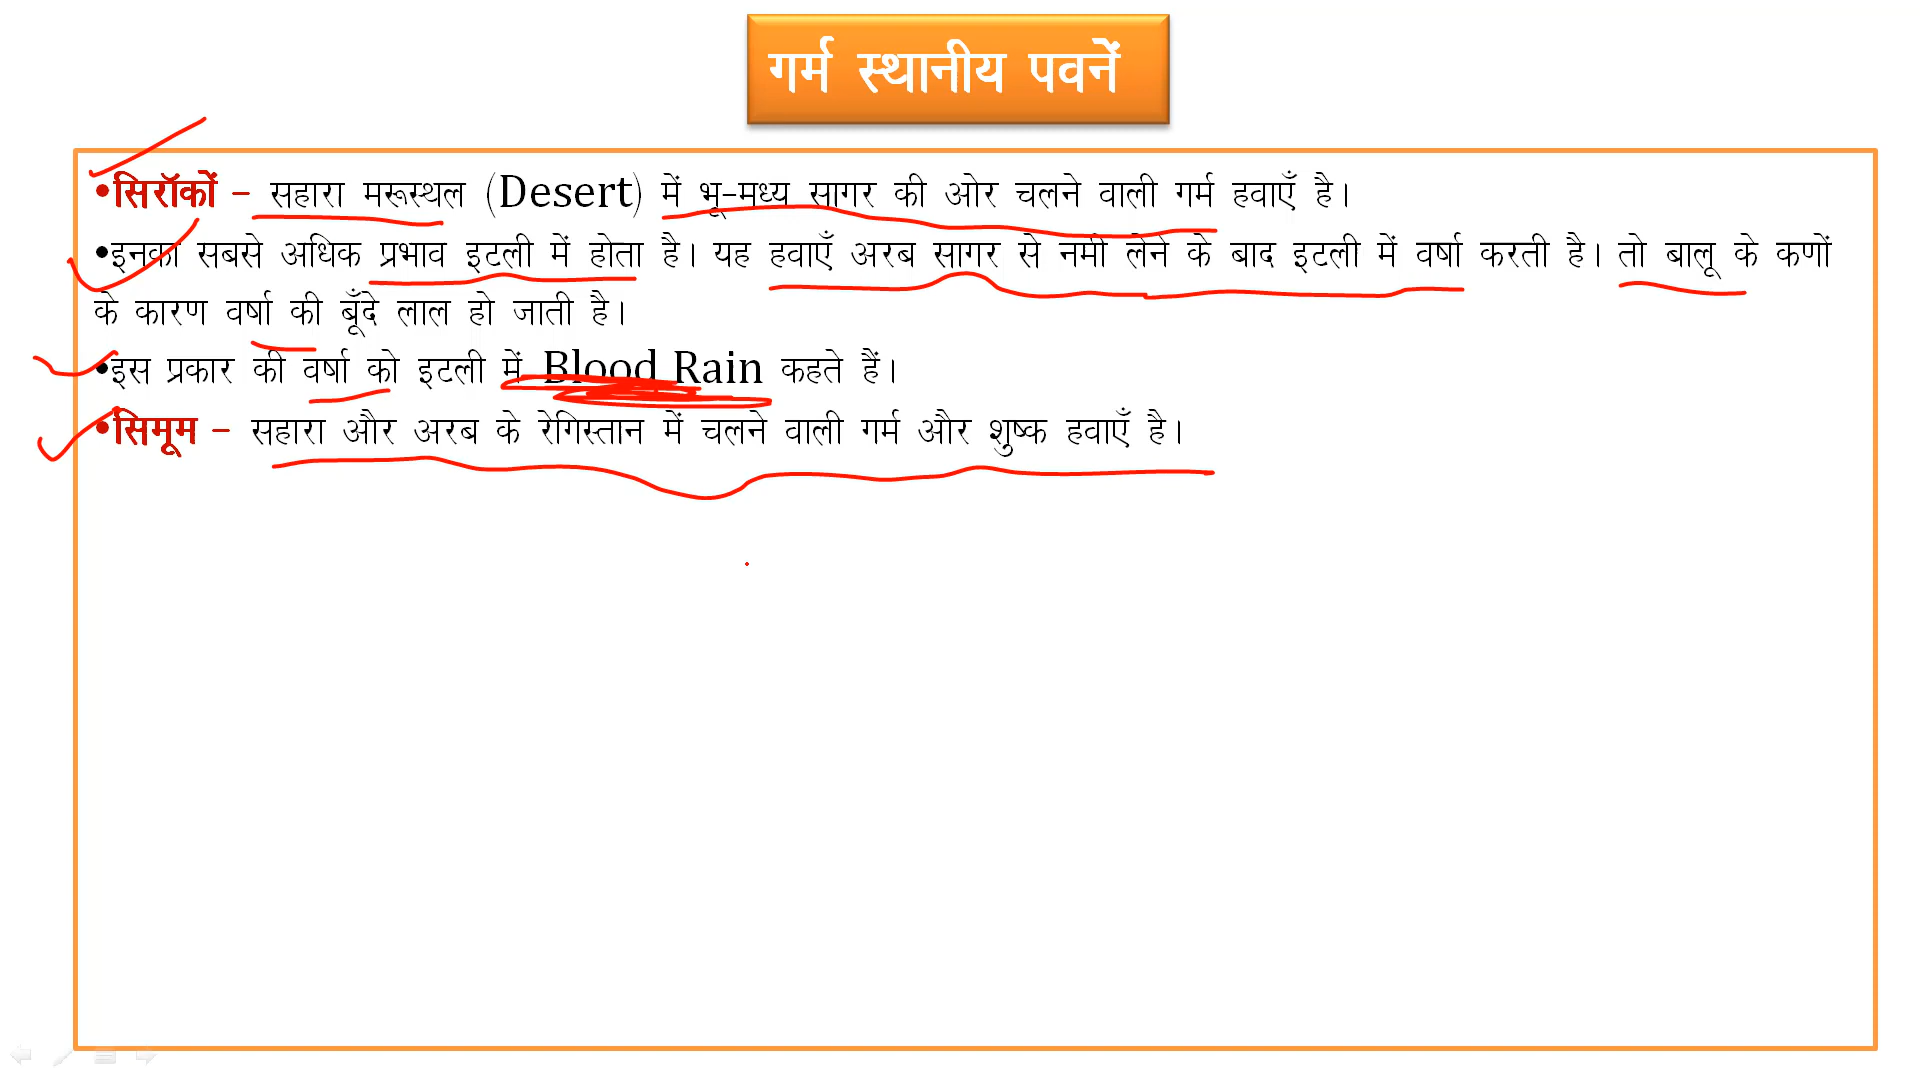 गर्म स्थानीय पवनें
•सिरॉकों – सहारा मरूस्थल (Desert) में भू-मध्य सागर की ओर चलने वाली गर्म हवाएँ है।
•इनका सबसे अधिक प्रभाव इटली में होता है। यह हवाएँ अरब सागर से नमी लेने के बाद इटली में वर्षा करती है। तो बालू के कणों
के कारण वर्षा की बूँदे लाल हो जाती है।
•इस प्रकार की वर्षा को इटली में Blood Rain कहते हैं।
•सिमूम – सहारा और अरब के रेगिस्तान में चलने वाली गर्म और शुष्क हवाएँ है।